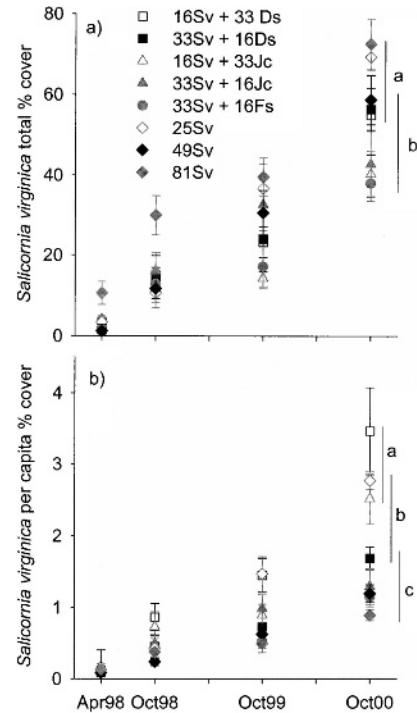 a)
16Sv + 33 Ds
33Sv + 16Ds
16Sv + 33Jc
33Sv + 16Jc
33Sv + 16Fs
25Sv
49Sv
81Sv
Salicornia virginica total % cover
80
60
40
20
0
a
b
b)
Salicornia virginica per capita % cover
4
3
2
1
0
a
b
c
Apr98 Oct98 Oct99 Oct00